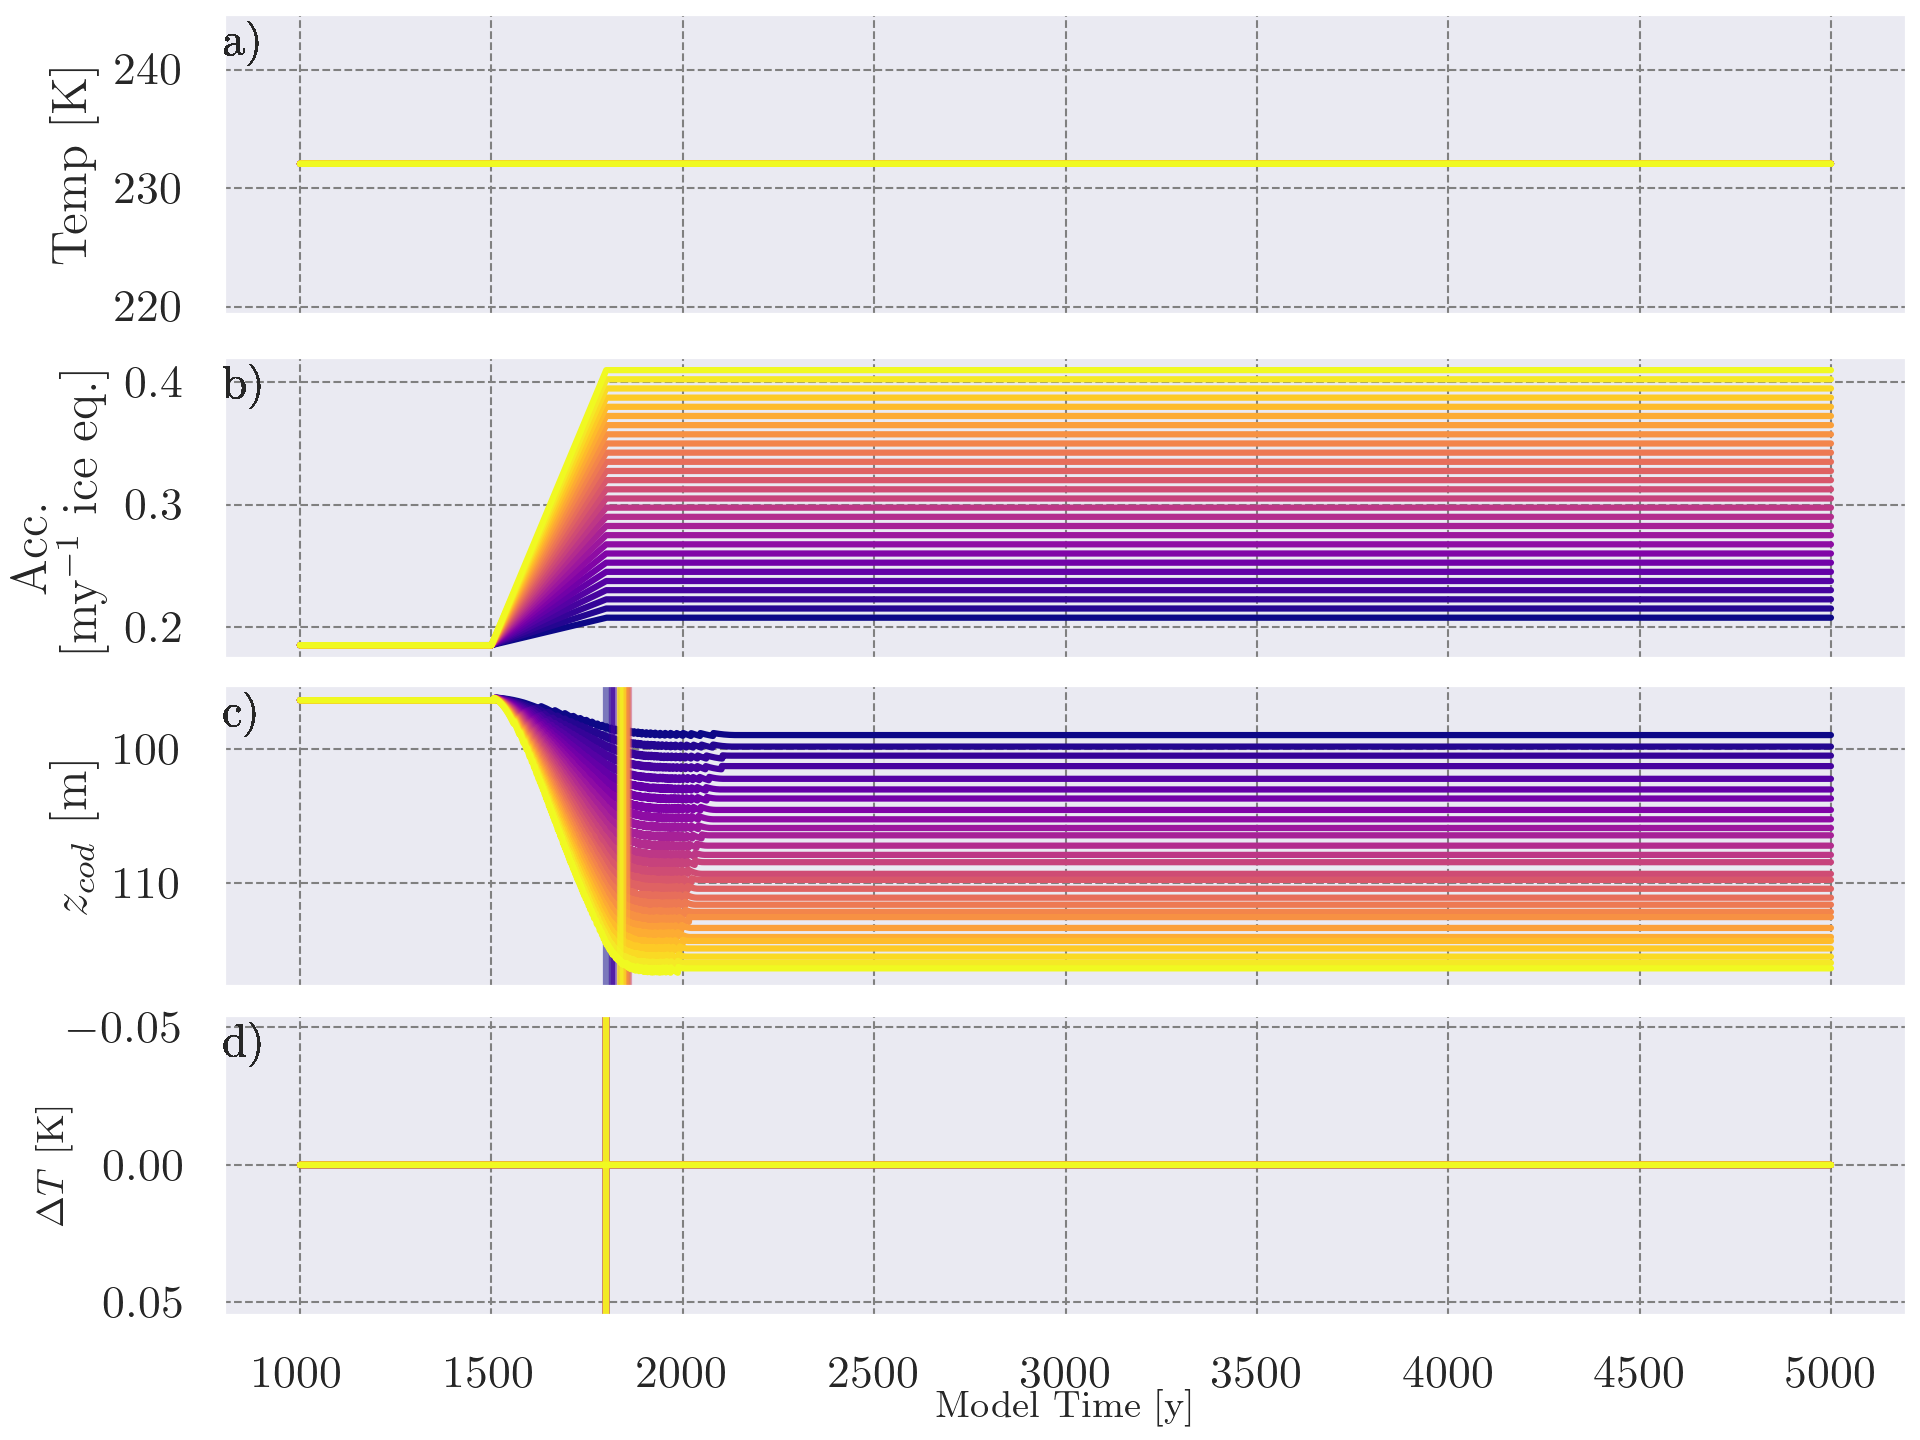 a)
Temp [K]
240
230
220
b)
Acc.
[my⁻¹ ice eq.]
0.4
0.3
0.2
c)
z_cod [m]
100
110
d)
ΔT [K]
−0.05
0.00
0.05
1000 1500 2000 2500 3000 3500 4000 4500 5000
Model Time [y]